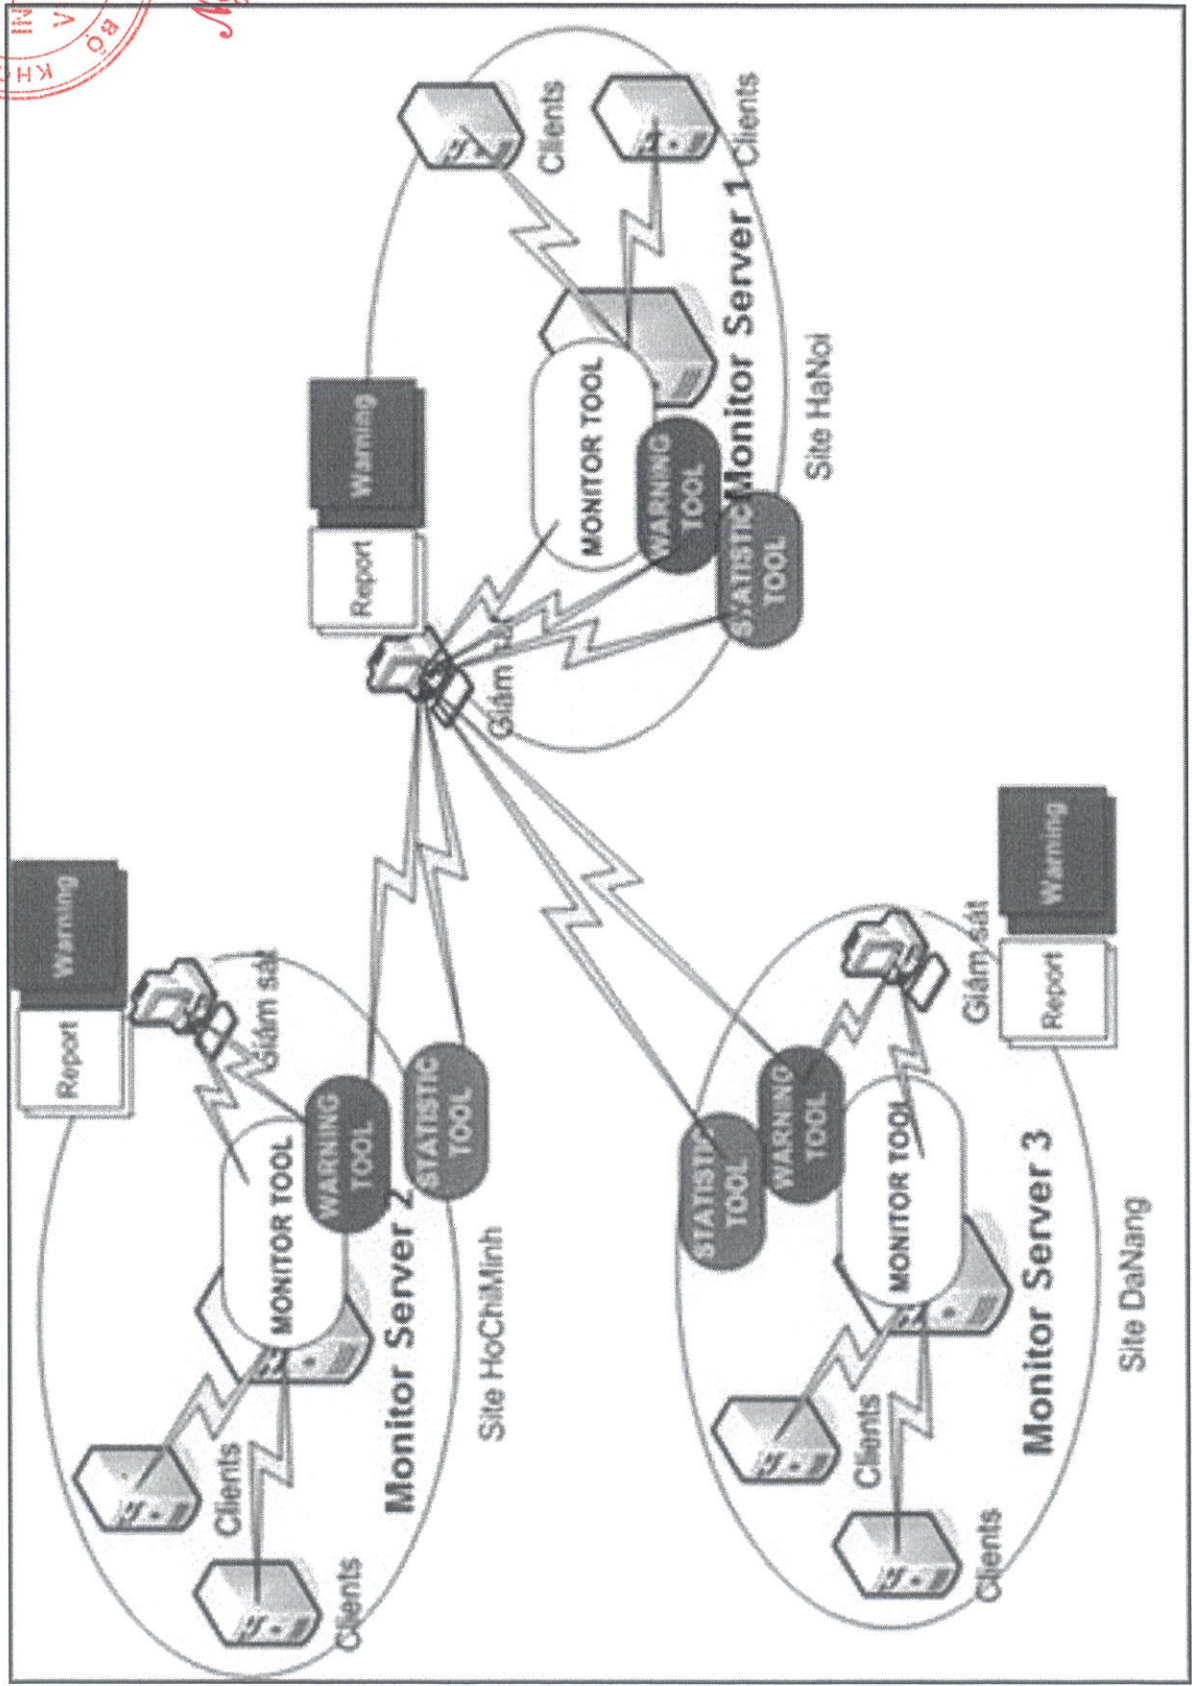 Report
Warning
Giám sát
MONITOR TOOL
WARNING
TOOL
STATISTIC
TOOL
Clients
Clients
Monitor Server 2
Site HoChiMinh
Report
Warning
Giám
MONITOR TOOL
WARNING
TOOL
STATISTIC
TOOL
Clients
Clients
Monitor Server 1
Site HaNoi
STATISTIC
TOOL
WARNING
TOOL
MONITOR TOOL
Giám sát
Report
Warning
Clients
Clients
Monitor Server 3
Site DaNang
BỘ
KHO